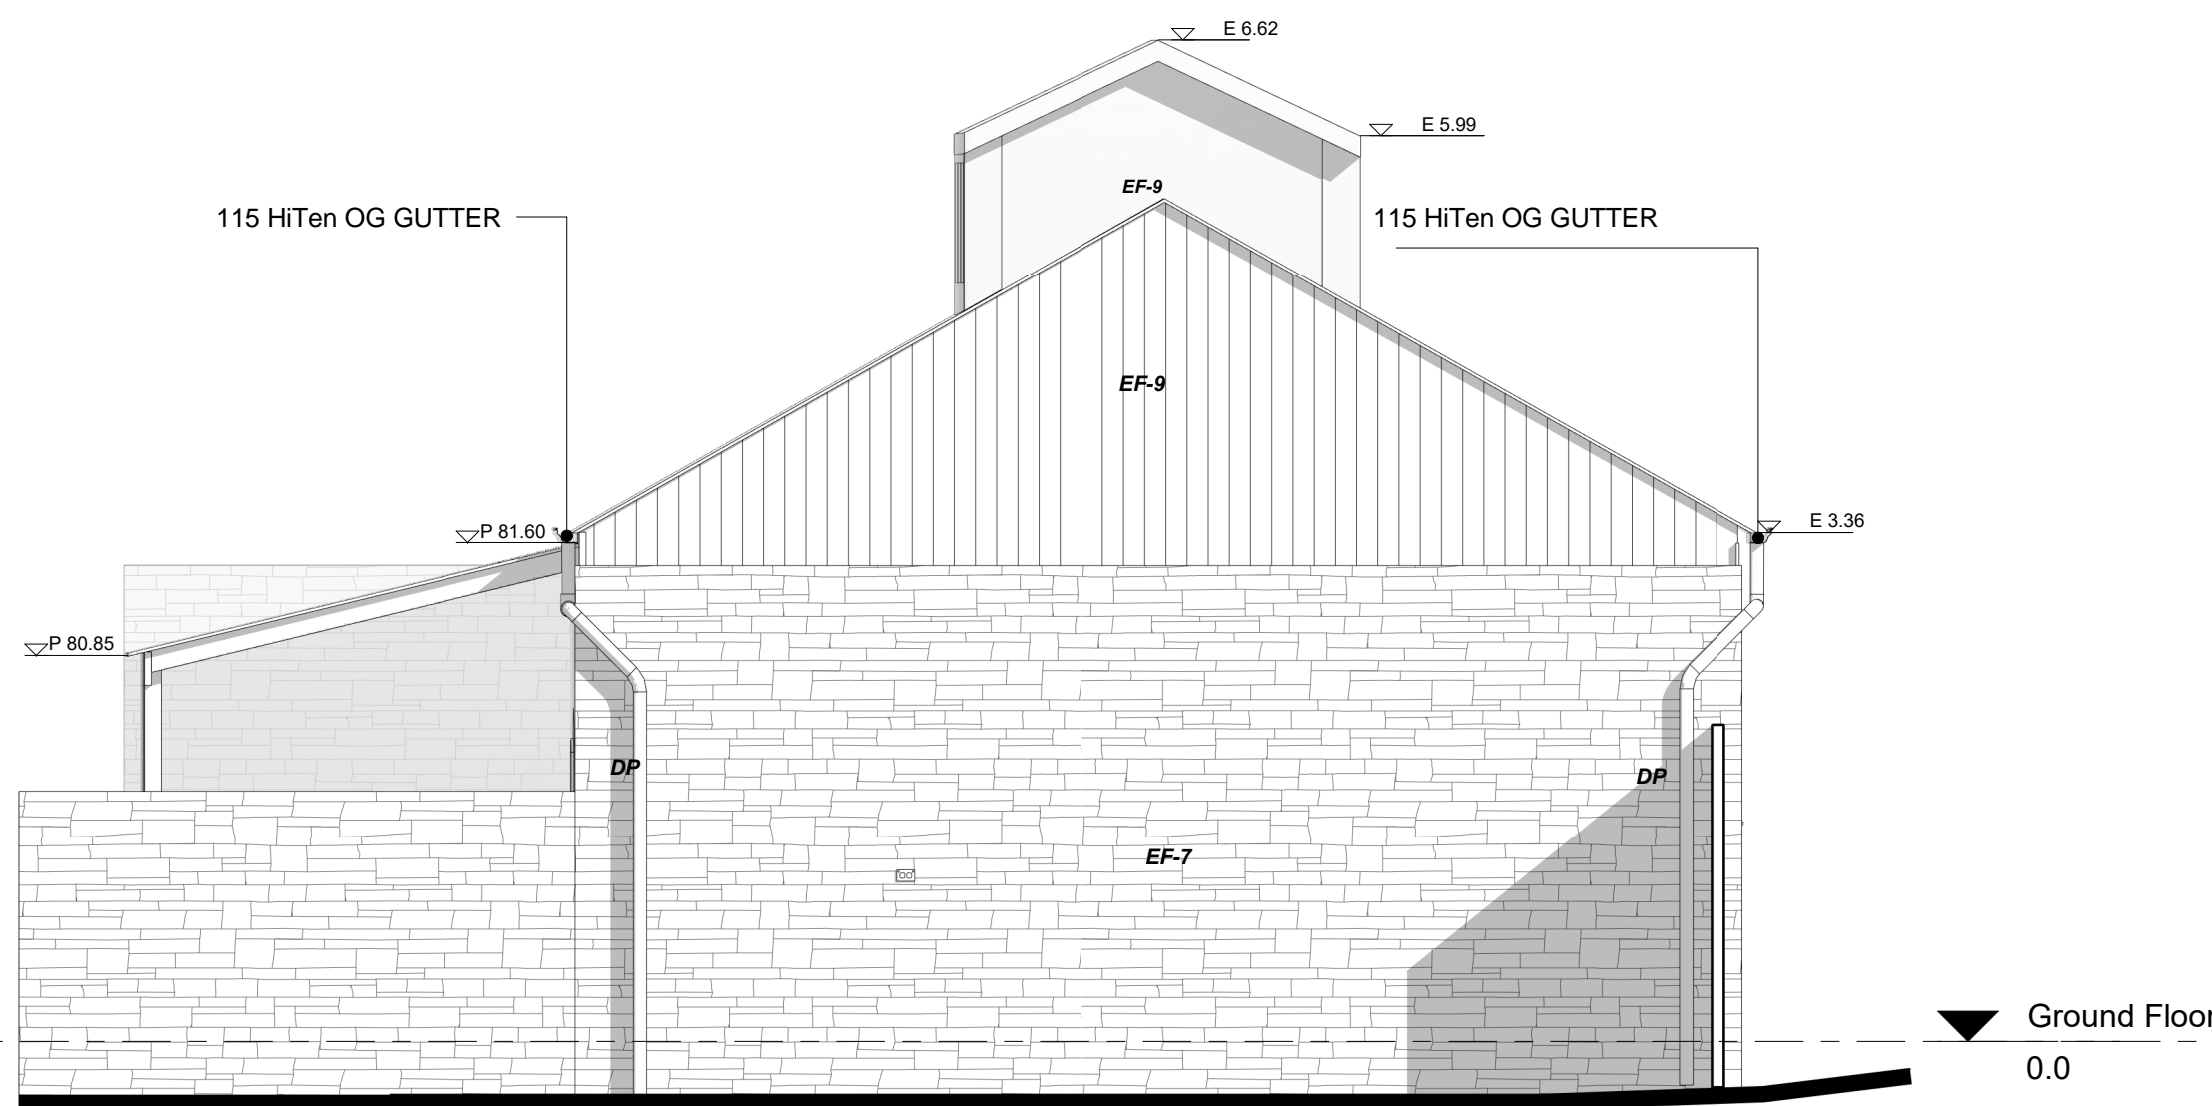 E 6.62
E 5.99
EF-9
115 HiTen OG GUTTER
115 HiTen OG GUTTER
EF-9
P 81.60
E 3.36
P 80.85
DP
DP
EF-7
Ground Floor
0.0